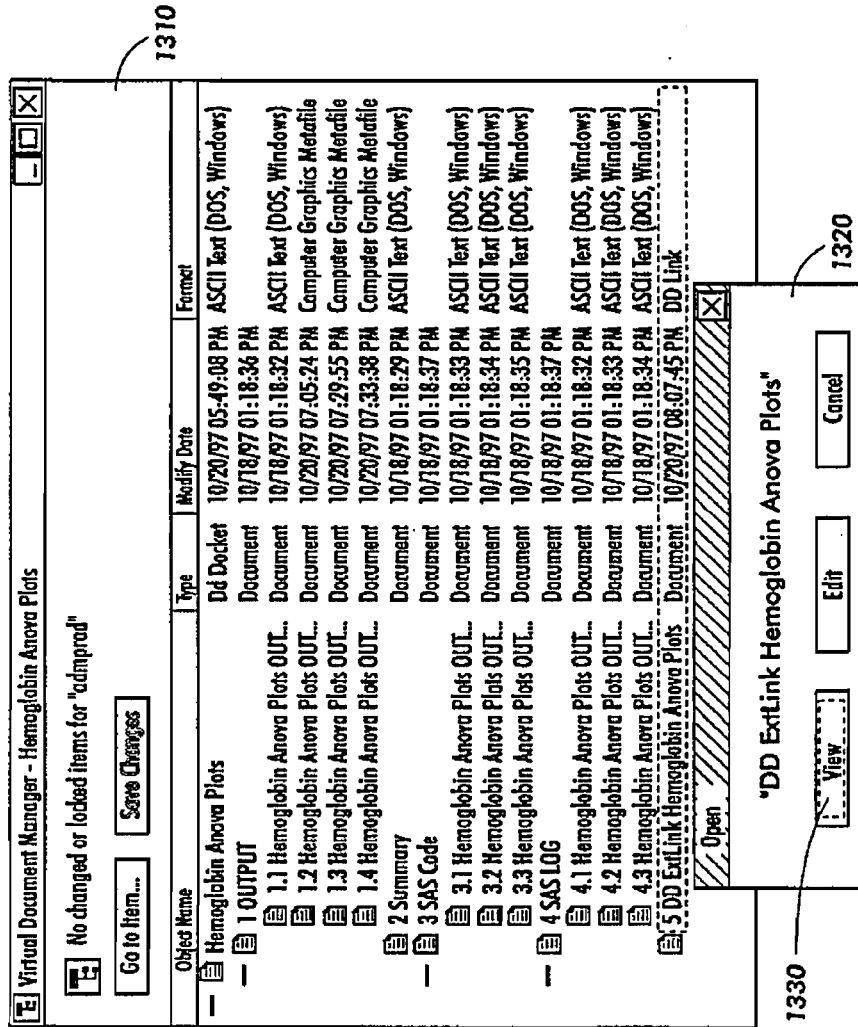 Virtual Document Manager - Hemoglobin Anova Plots
No changed or locked items for "admprod"
Go to Item... Save Changes
1310
Object Name Type Modify Date Format
Hemoglobin Anova Plots Dd Docket 10/20/97 05:49:08 PM ASCII Text (DOS, Windows)
1 OUTPUT Document 10/18/97 01:18:36 PM
1.1 Hemoglobin Anova Plots OUT... Document 10/18/97 01:18:32 PM ASCII Text (DOS, Windows)
1.2 Hemoglobin Anova Plots OUT... Document 10/20/97 07:05:24 PM Computer Graphics Metafile
1.3 Hemoglobin Anova Plots OUT... Document 10/20/97 07:29:55 PM Computer Graphics Metafile
1.4 Hemoglobin Anova Plots OUT... Document 10/20/97 07:33:38 PM Computer Graphics Metafile
2 Summary Document 10/18/97 01:18:29 PM ASCII Text (DOS, Windows)
3 SAS Code Document 10/18/97 01:18:37 PM
3.1 Hemoglobin Anova Plots OUT... Document 10/18/97 01:18:33 PM ASCII Text (DOS, Windows)
3.2 Hemoglobin Anova Plots OUT... Document 10/18/97 01:18:34 PM ASCII Text (DOS, Windows)
3.3 Hemoglobin Anova Plots OUT... Document 10/18/97 01:18:35 PM ASCII Text (DOS, Windows)
4 SAS LOG Document 10/18/97 01:18:37 PM
4.1 Hemoglobin Anova Plots OUT... Document 10/18/97 01:18:32 PM ASCII Text (DOS, Windows)
4.2 Hemoglobin Anova Plots OUT... Document 10/18/97 01:18:33 PM ASCII Text (DOS, Windows)
4.3 Hemoglobin Anova Plots OUT... Document 10/18/97 01:18:34 PM ASCII Text (DOS, Windows)
5 DD ExtLink Hemoglobin Anova Plots Document 10/20/97 08:07:45 PM DD Link
Open
"DD ExtLink Hemoglobin Anova Plots"
View Edit Cancel
1330
1320